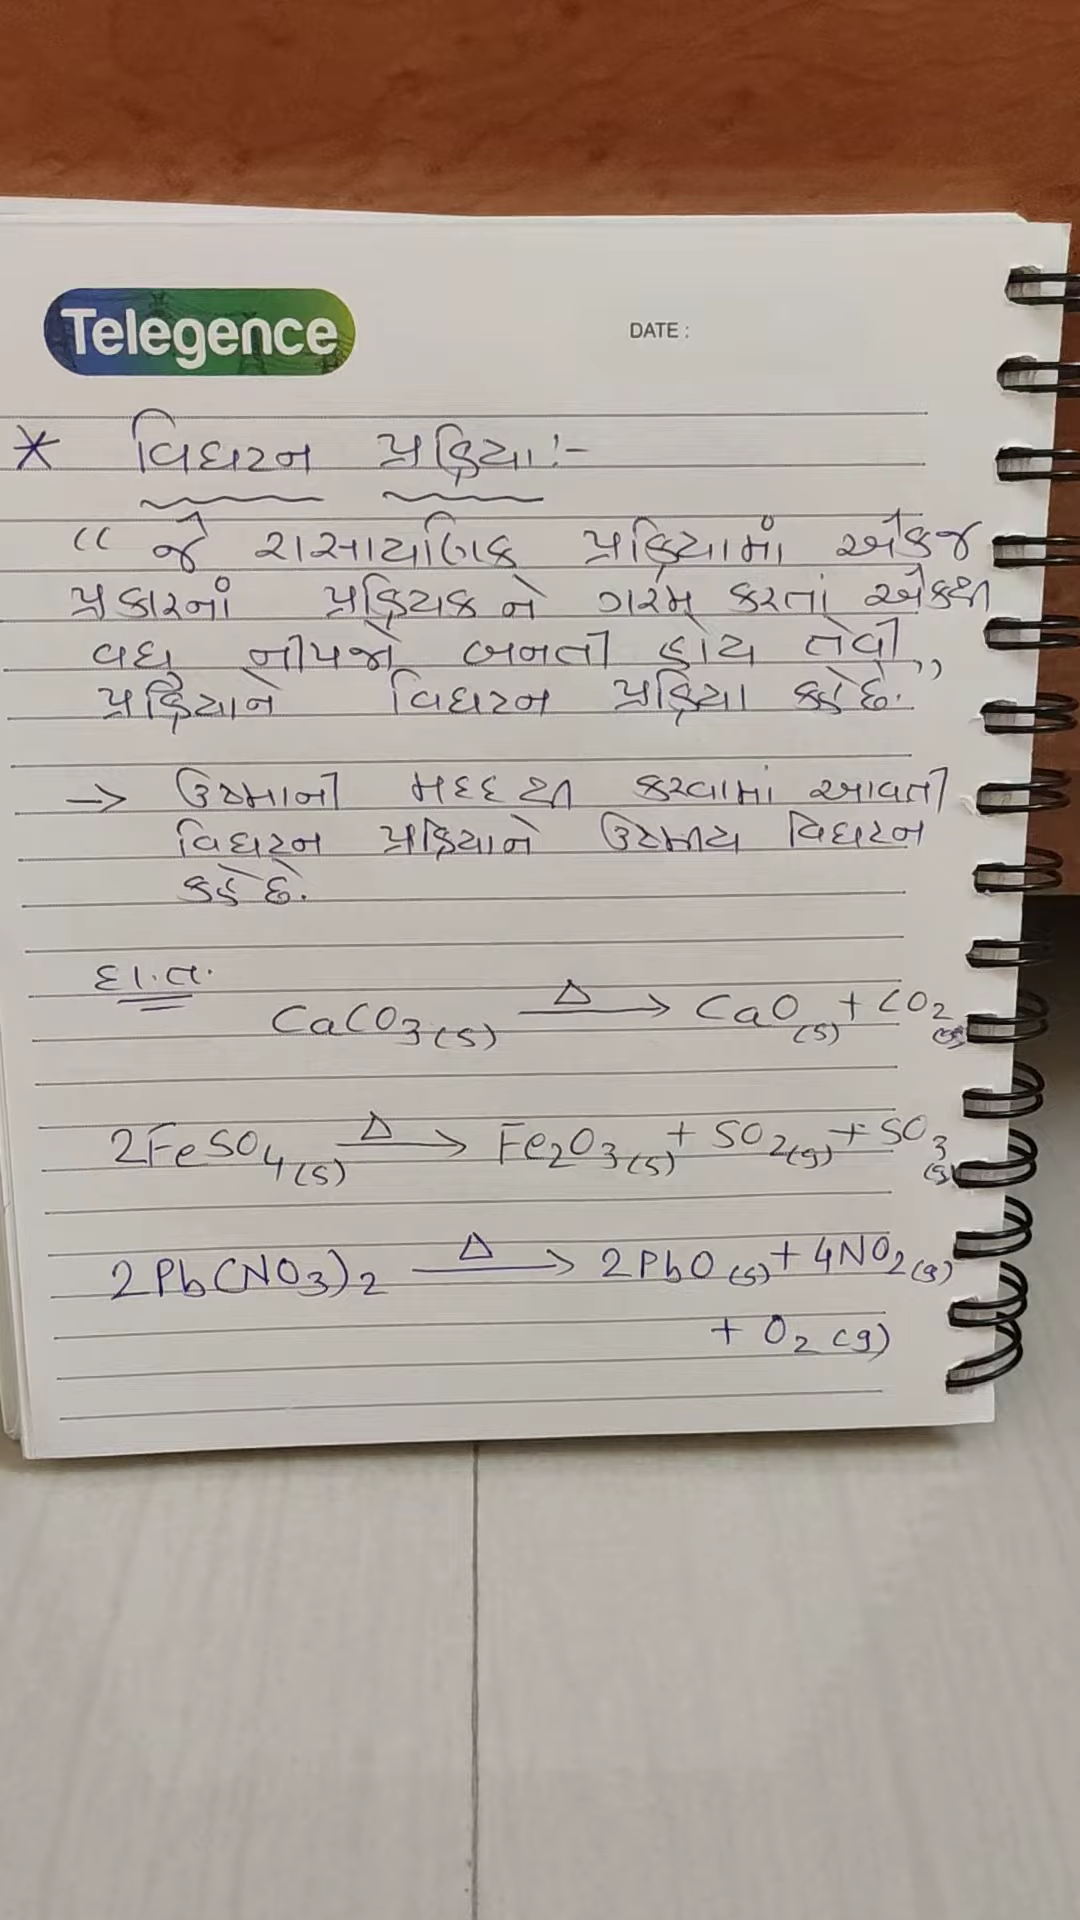 Telegence
DATE :
* વિઘટન પ્રક્રિયા:-
“ જે રાસાયણિક પ્રક્રિયામાં એકજ
પ્રકારનાં પ્રક્રિયક ને ગરમ કરતાં એકથી
વધુ નીપજો બનતી હોય તેવી
પ્રક્રિયાને વિઘટન પ્રક્રિયા કહે છે.”
→ ઉષ્માની મદદથી કરવામાં આવતી
વિઘટન પ્રક્રિયાને ઉષ્મીય વિઘટન
કહે છે.
દા.ત.
CaCO3(s) —Δ→ CaO(s) + CO2(g)
2FeSO4(s) —Δ→ Fe2O3(s) + SO2(g) + SO3(g)
2Pb(NO3)2 —Δ→ 2PbO(s) + 4NO2(g)
+ O2(g)